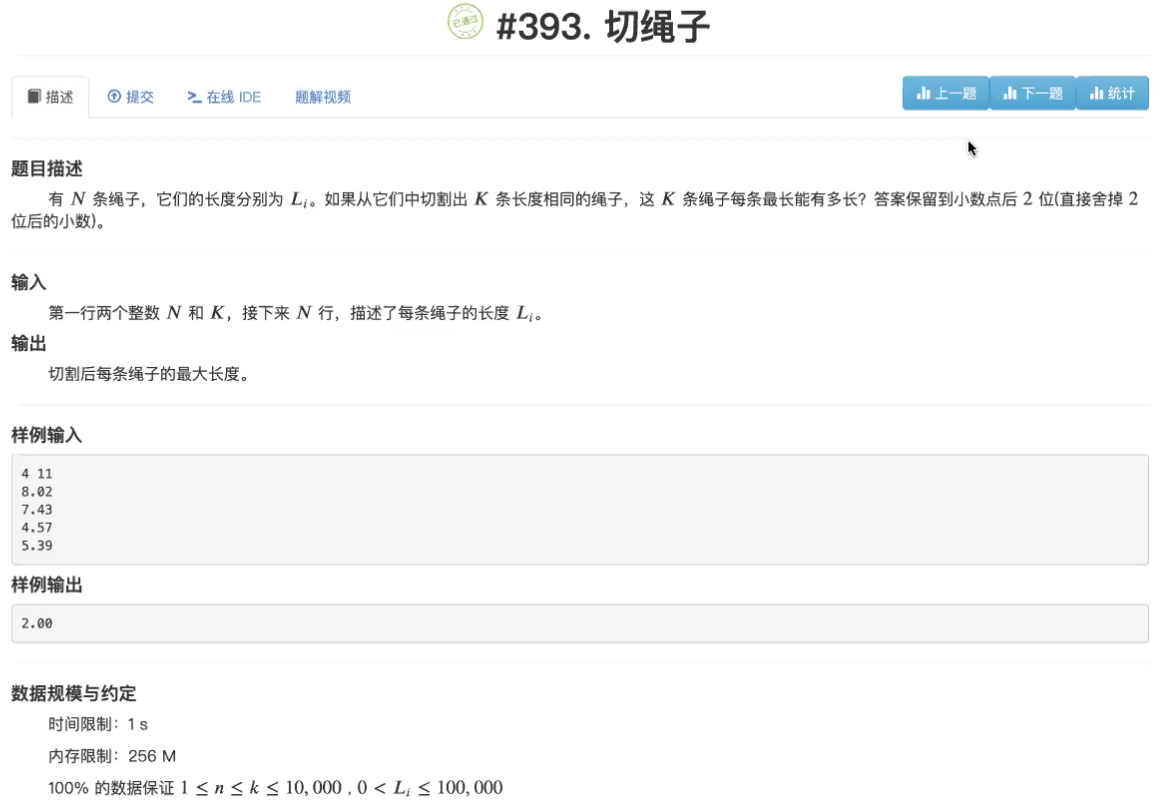 已通过 #393. 切绳子
描述 提交 在线 IDE 题解视频 上一题 下一题 统计
题目描述
有 N 条绳子，它们的长度分别为 Lᵢ。如果从它们中切割出 K 条长度相同的绳子，这 K 条绳子每条最长能有多长？答案保留到小数点后 2 位(直接舍掉 2
位后的小数)。
输入
第一行两个整数 N 和 K，接下来 N 行，描述了每条绳子的长度 Lᵢ。
输出
切割后每条绳子的最大长度。
样例输入
4 11
8.02
7.43
4.57
5.39
样例输出
2.00
数据规模与约定
时间限制：1 s
内存限制：256 M
100% 的数据保证 1 ≤ n ≤ k ≤ 10,000 , 0 < Lᵢ ≤ 100,000